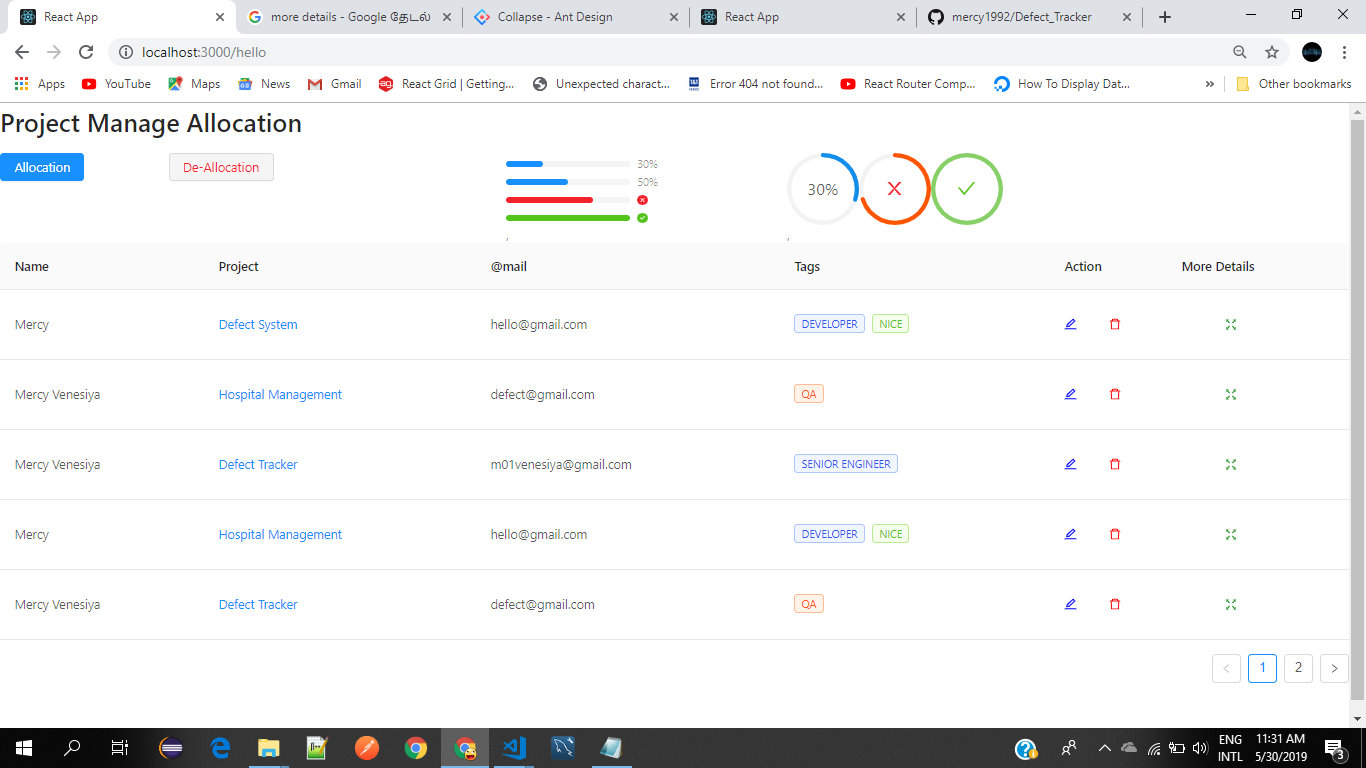 React App
more details - Google தேடல்
Collapse - Ant Design
React App
mercy1992/Defect_Tracker
localhost:3000/hello
Apps YouTube Maps News Gmail React Grid | Getting... Unexpected charact... Error 404 not found... React Router Comp... How To Display Dat... » Other bookmarks
Project Manage Allocation
Allocation De-Allocation
30%
50%
30%
, ,
Name Project @mail Tags Action More Details
Mercy Defect System hello@gmail.com DEVELOPER NICE
Mercy Venesiya Hospital Management defect@gmail.com QA
Mercy Venesiya Defect Tracker m01venesiya@gmail.com SENIOR ENGINEER
Mercy Hospital Management hello@gmail.com DEVELOPER NICE
Mercy Venesiya Defect Tracker defect@gmail.com QA
< 1 2 >
ENG 11:31 AM
INTL 5/30/2019 3